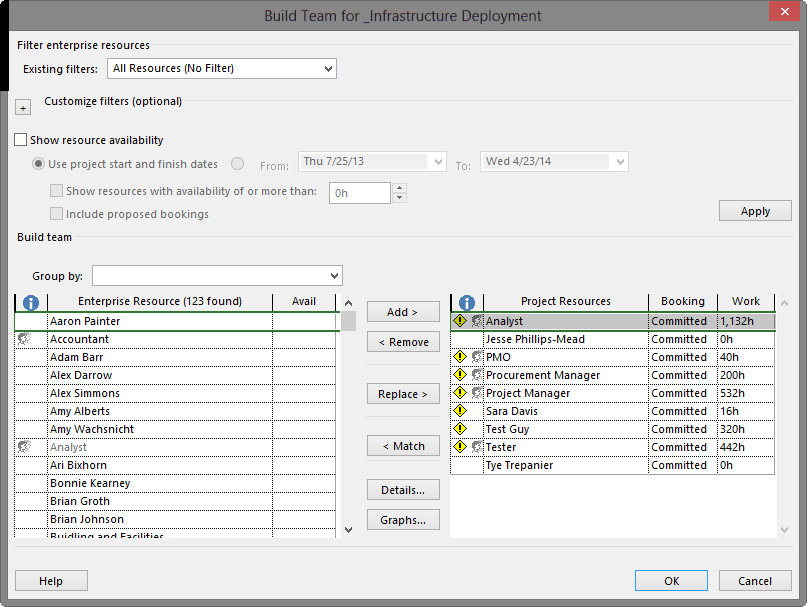 Build Team for _Infrastructure Deployment
Filter enterprise resources
Existing filters: All Resources (No Filter)
+ Customize filters (optional)
Show resource availability
Use project start and finish dates From: Thu 7/25/13 To: Wed 4/23/14
Show resources with availability of or more than: 0h
Include proposed bookings
Apply
Build team
Group by:
Enterprise Resource (123 found) Avail
Aaron Painter
Accountant
Adam Barr
Alex Darrow
Alex Simmons
Amy Alberts
Amy Wachsnicht
Analyst
Ari Bixhorn
Bonnie Kearney
Brian Groth
Brian Johnson
Buidling and Facilities
Add >
< Remove
Replace >
< Match
Details...
Graphs...
Project Resources Booking Work
Analyst Committed 1,132h
Jesse Phillips-Mead Committed 0h
PMO Committed 40h
Procurement Manager Committed 200h
Project Manager Committed 532h
Sara Davis Committed 16h
Test Guy Committed 320h
Tester Committed 442h
Tye Trepanier Committed 0h
Help OK Cancel